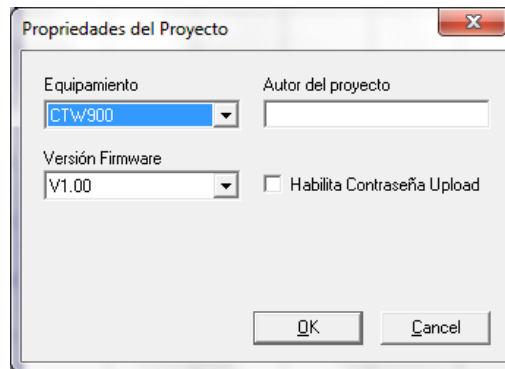 Propriedades del Proyecto
Equipamiento
Autor del proyecto
CTW900
Versión Firmware
V1.00
Habilita Contraseña Upload
OK
Cancel